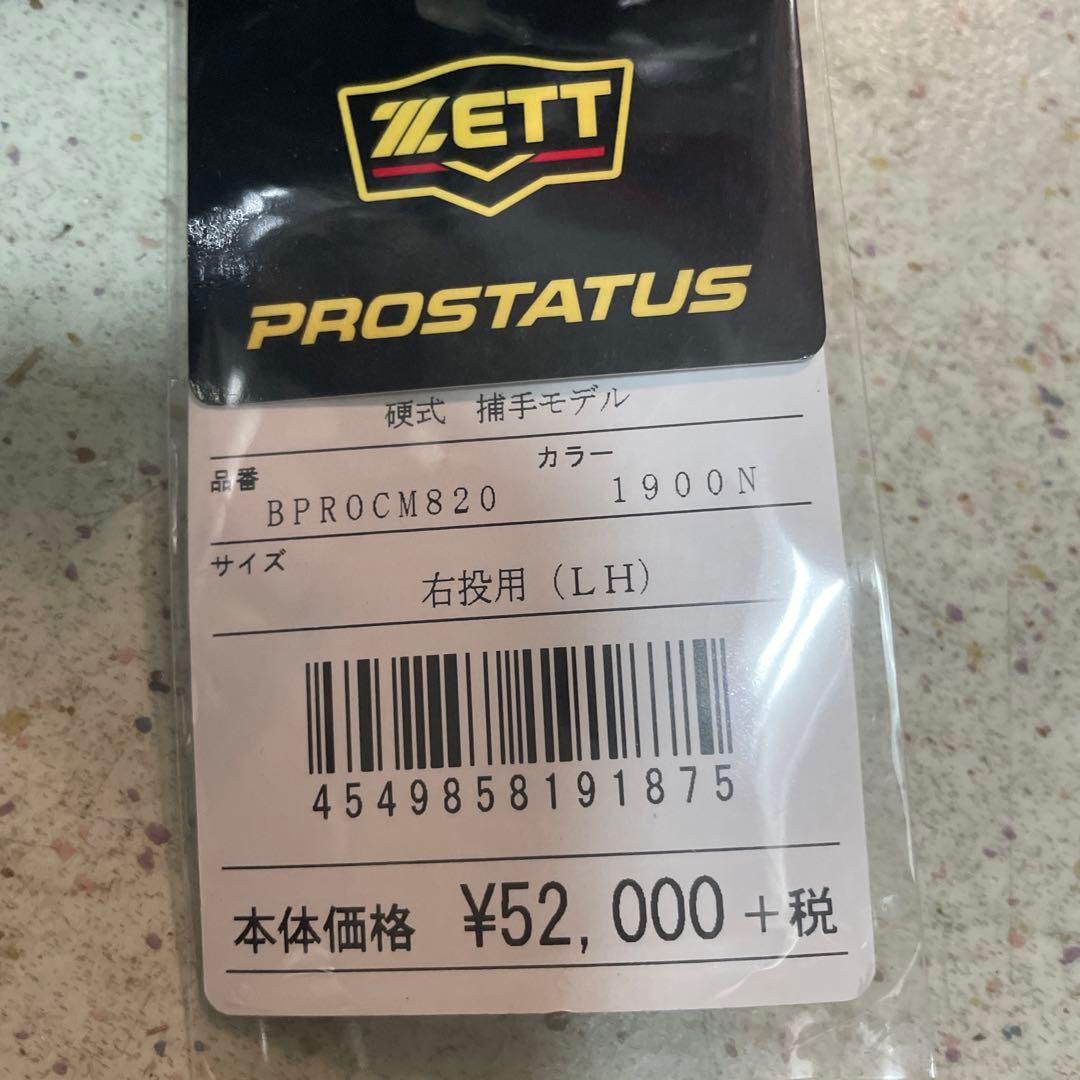 ZETT
PROSTATUS
硬式 捕手モデル
品番 カラー
BPROCM820 1900N
サイズ
右投用（LH）
4549858191875
本体価格 ¥52,000+税